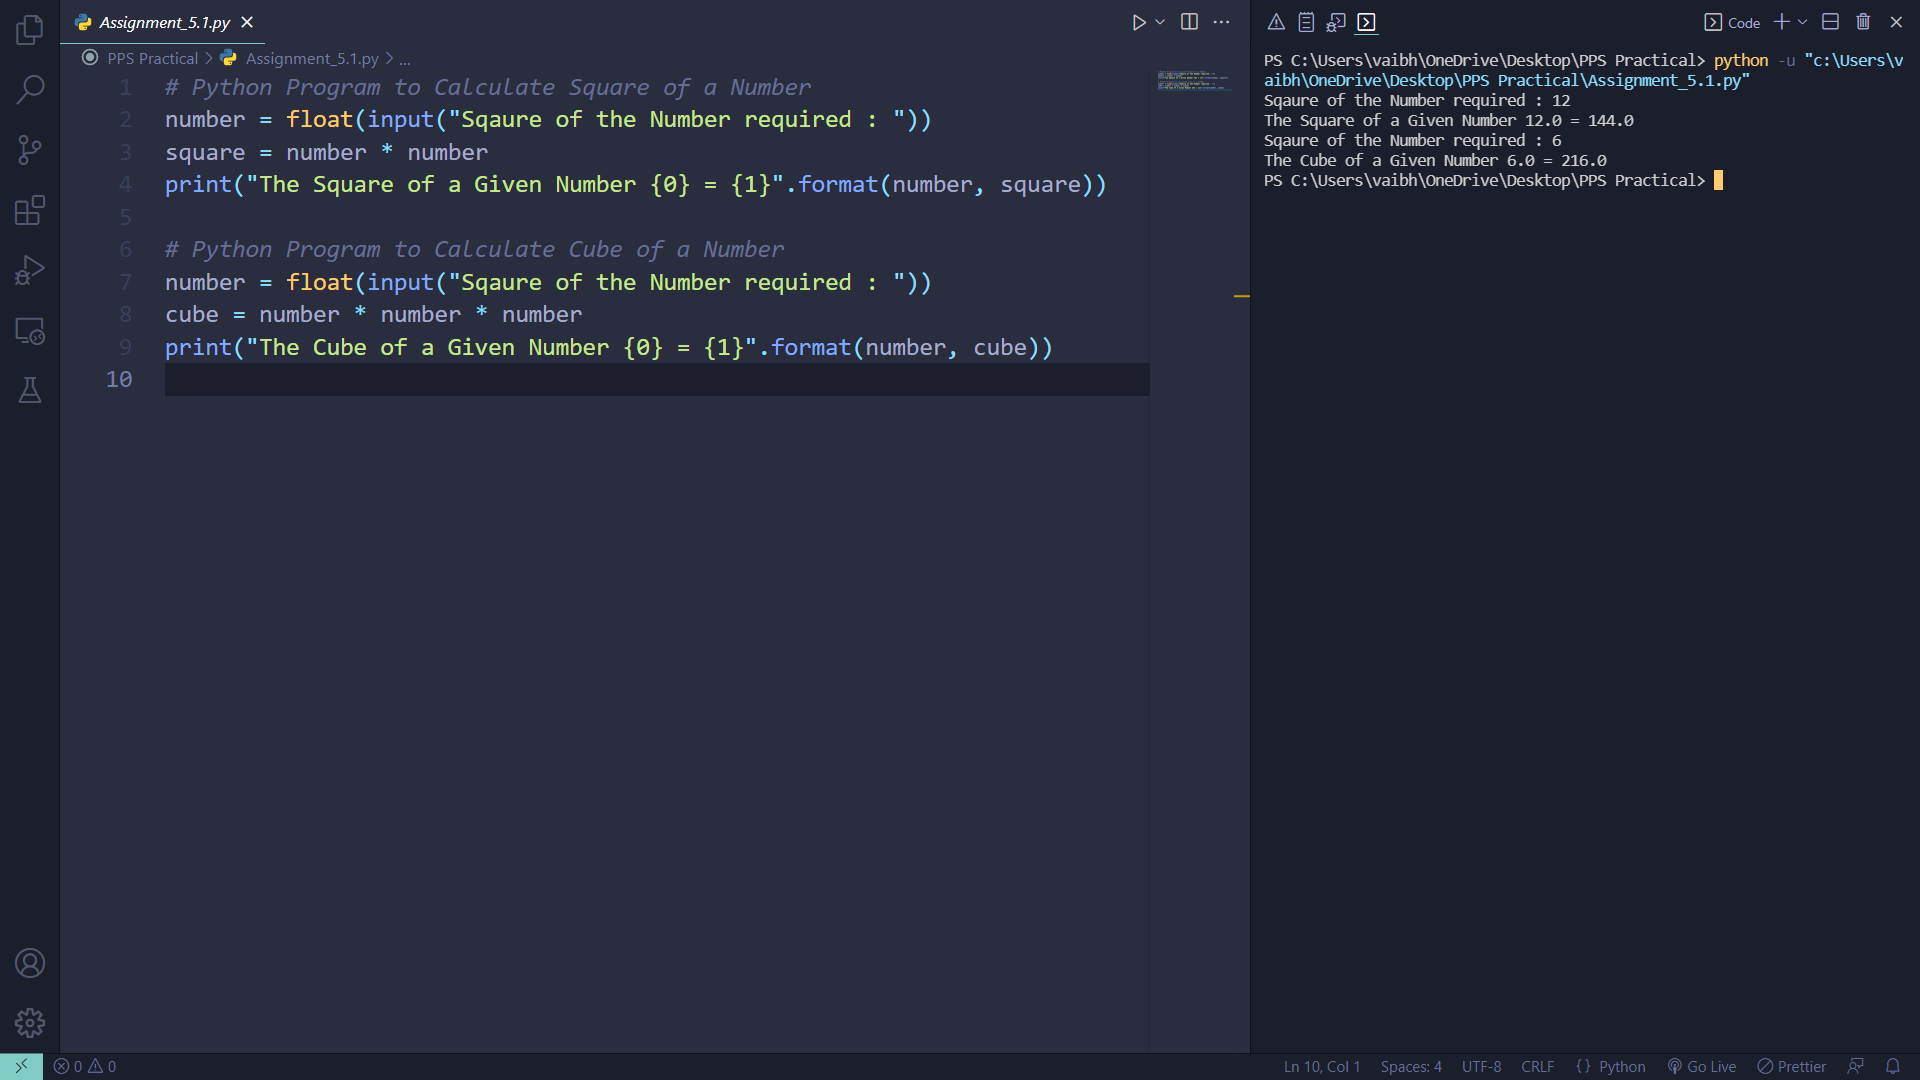 Assignment_5.1.py
PPS Practical > Assignment_5.1.py > ...
1 # Python Program to Calculate Square of a Number
2 number = float(input("Sqaure of the Number required : "))
3 square = number * number
4 print("The Square of a Given Number {0} = {1}".format(number, square))
5
6 # Python Program to Calculate Cube of a Number
7 number = float(input("Sqaure of the Number required : "))
8 cube = number * number * number
9 print("The Cube of a Given Number {0} = {1}".format(number, cube))
10
Code
PS C:\Users\vaibh\OneDrive\Desktop\PPS Practical> python -u "c:\Users\v
aibh\OneDrive\Desktop\PPS Practical\Assignment_5.1.py"
Sqaure of the Number required : 12
The Square of a Given Number 12.0 = 144.0
Sqaure of the Number required : 6
The Cube of a Given Number 6.0 = 216.0
PS C:\Users\vaibh\OneDrive\Desktop\PPS Practical>
0 0 Ln 10, Col 1 Spaces: 4 UTF-8 CRLF {} Python Go Live Prettier